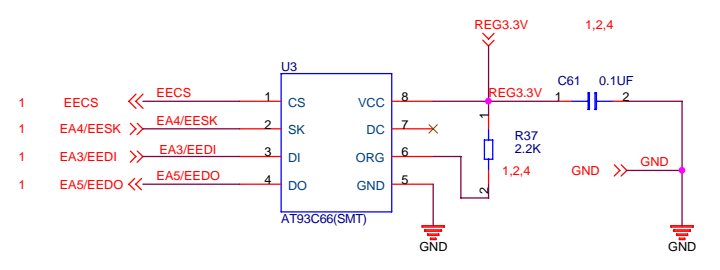 REG3.3V 1,2,4
U3
C61 0.1UF
1 EECS EECS 1 CS VCC 8 REG3.3V 1 2
1 EA4/EESK EA4/EESK 2 SK DC 7 1
R37
2.2K
1 EA3/EEDI EA3/EEDI 3 DI ORG 6
1,2,4 GND GND
1 EA5/EEDO EA5/EEDO 4 DO GND 5 2
AT93C66(SMT)
GND GND